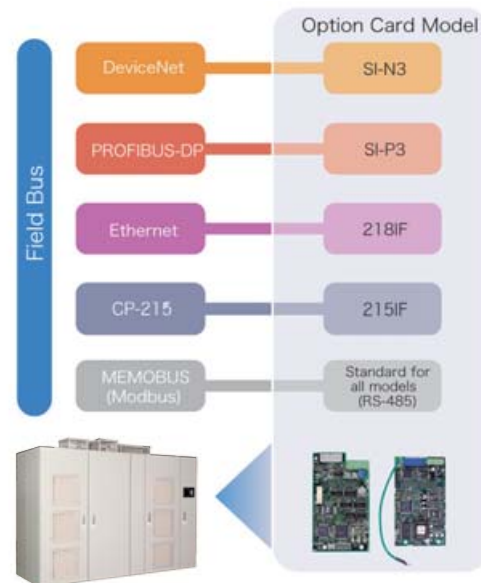 Option Card Model
Field Bus
DeviceNet
SI-N3
PROFIBUS-DP
SI-P3
Ethernet
218IF
CP-215*
215IF
MEMOBUS
(Modbus)
Standard for
all models
(RS-485)